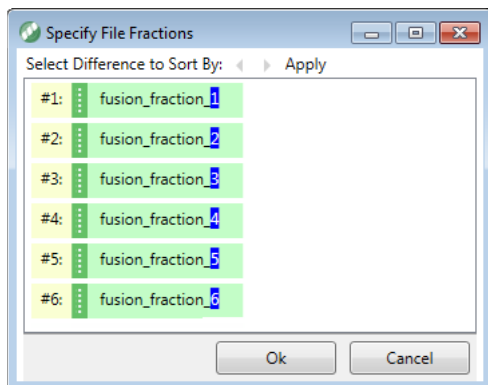 Specify File Fractions
Select Difference to Sort By: Apply
#1: fusion_fraction_1
#2: fusion_fraction_2
#3: fusion_fraction_3
#4: fusion_fraction_4
#5: fusion_fraction_5
#6: fusion_fraction_6
Ok Cancel